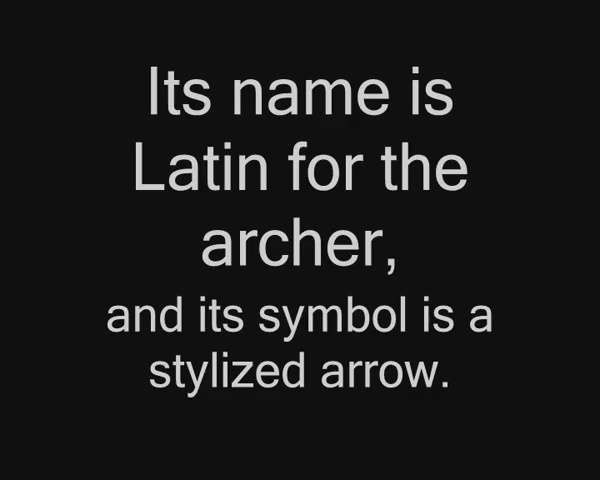 Its name is
Latin for the
archer,
and its symbol is a
stylized arrow.